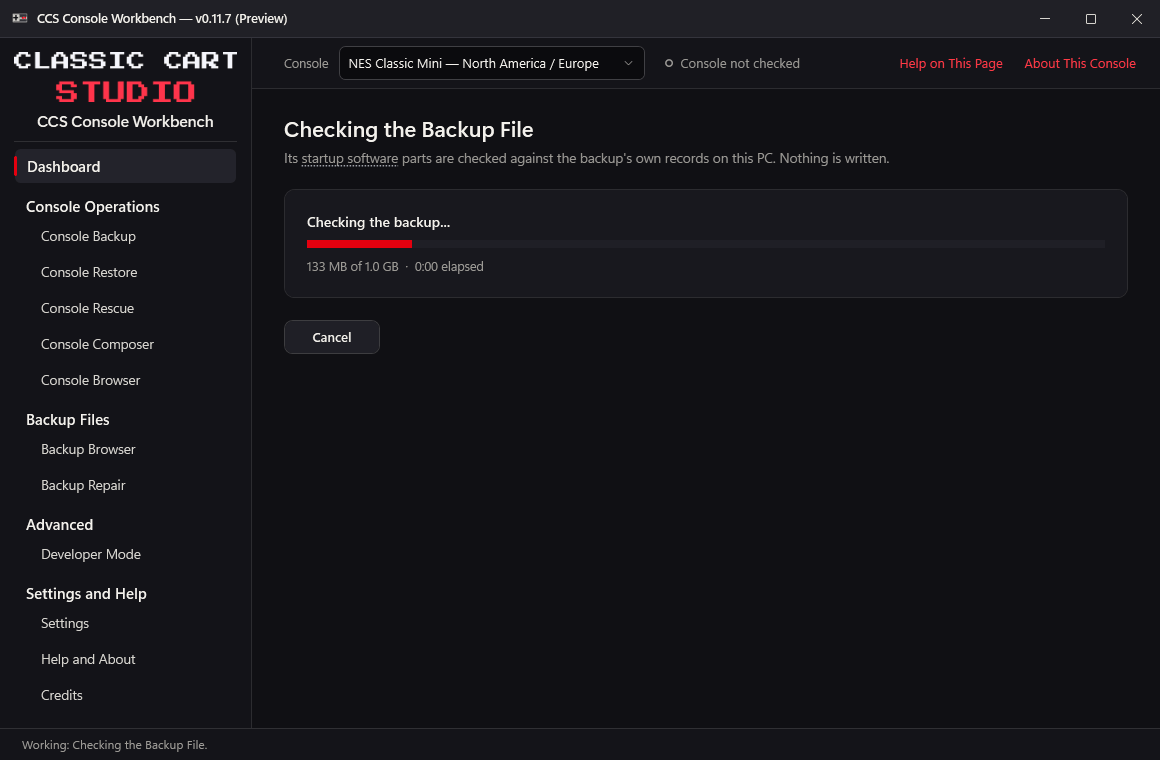 CCS Console Workbench — v0.11.7 (Preview)
CLASSIC CART
STUDIO
CCS Console Workbench
Dashboard
Console Operations
Console Backup
Console Restore
Console Rescue
Console Composer
Console Browser
Backup Files
Backup Browser
Backup Repair
Advanced
Developer Mode
Settings and Help
Settings
Help and About
Credits
Console NES Classic Mini — North America / Europe Console not checked Help on This Page About This Console
Checking the Backup File
Its startup software parts are checked against the backup's own records on this PC. Nothing is written.
Checking the backup...
133 MB of 1.0 GB · 0:00 elapsed
Cancel
Working: Checking the Backup File.